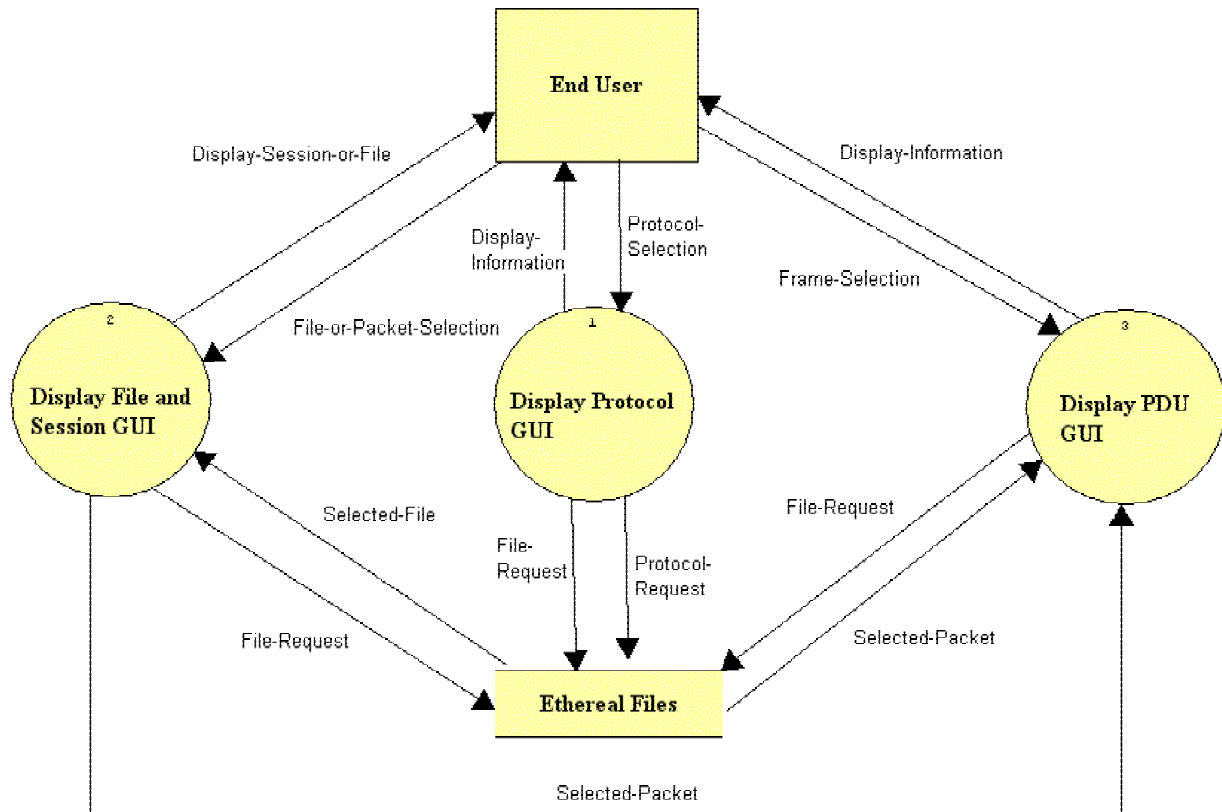 End User
Display-Session-or-File
Display-Information
Protocol-
Selection
Display-
Information
Frame-Selection
File-or-Packet-Selection
2
1
3
Display File and
Session GUI
Display Protocol
GUI
Display PDU
GUI
Selected-File
File-Request
File-
Request
Protocol-
Request
File-Request
Selected-Packet
Ethereal Files
Selected-Packet